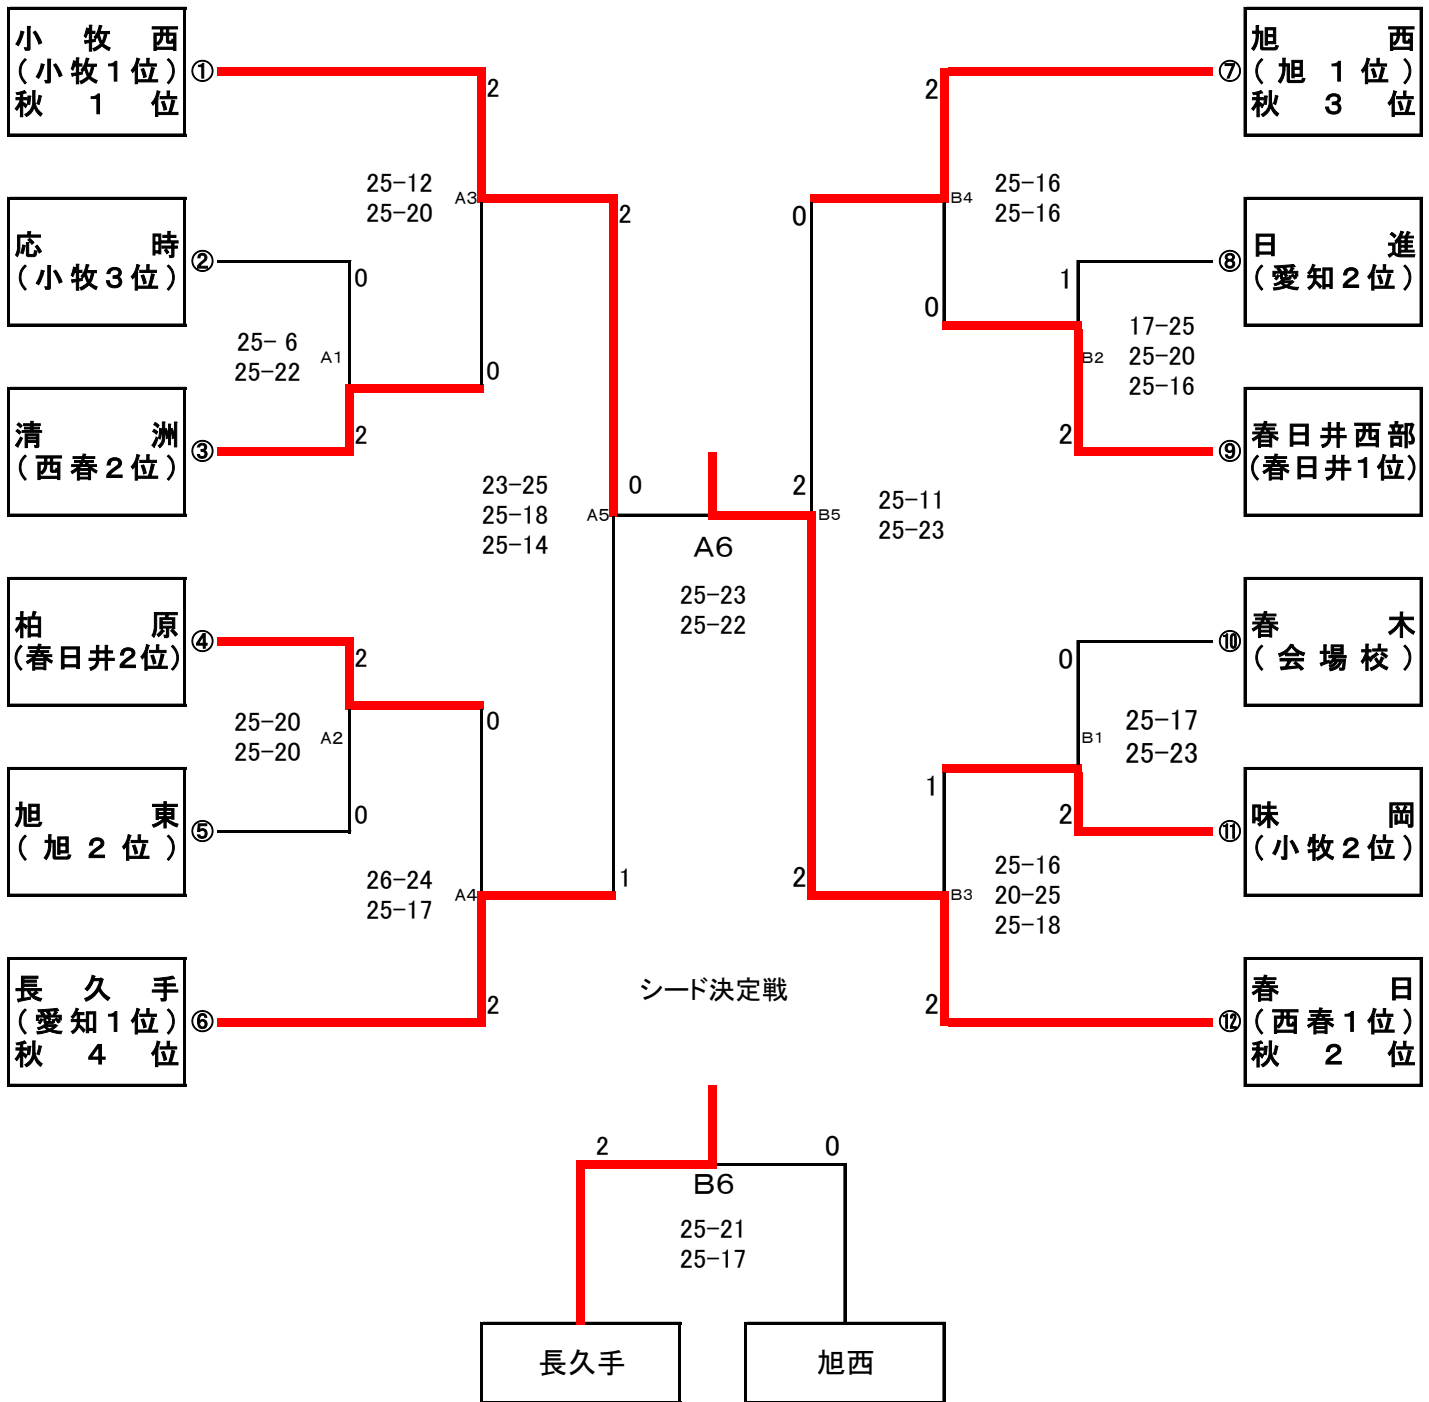 小牧西
(小牧1位)
秋1位
①
2
25-12
25-20
A3
応時
(小牧3位)
②
0
25- 6
25-22
A1
0
清洲
(西春2位)
③
2
2
23-25
25-18
25-14
A5
0
柏原
(春日井2位)
④
2
25-20
25-20
A2
0
旭東
(旭2位)
⑤
0
26-24
25-17
A4
1
長久手
(愛知1位)
秋4位
⑥
2
A6
25-23
25-22
旭西
(旭1位)
秋3位
⑦
2
0
B4
25-16
25-16
日進
(愛知2位)
⑧
1
0
B2
17-25
25-20
25-16
春日井西部
(春日井1位)
⑨
2
2
B5
25-11
25-23
春木
(会場校)
⑩
0
B1
25-17
25-23
1
味岡
(小牧2位)
⑪
2
2
B3
25-16
20-25
25-18
春日
(西春1位)
秋2位
⑫
2
シード決定戦
2
0
B6
25-21
25-17
長久手
旭西